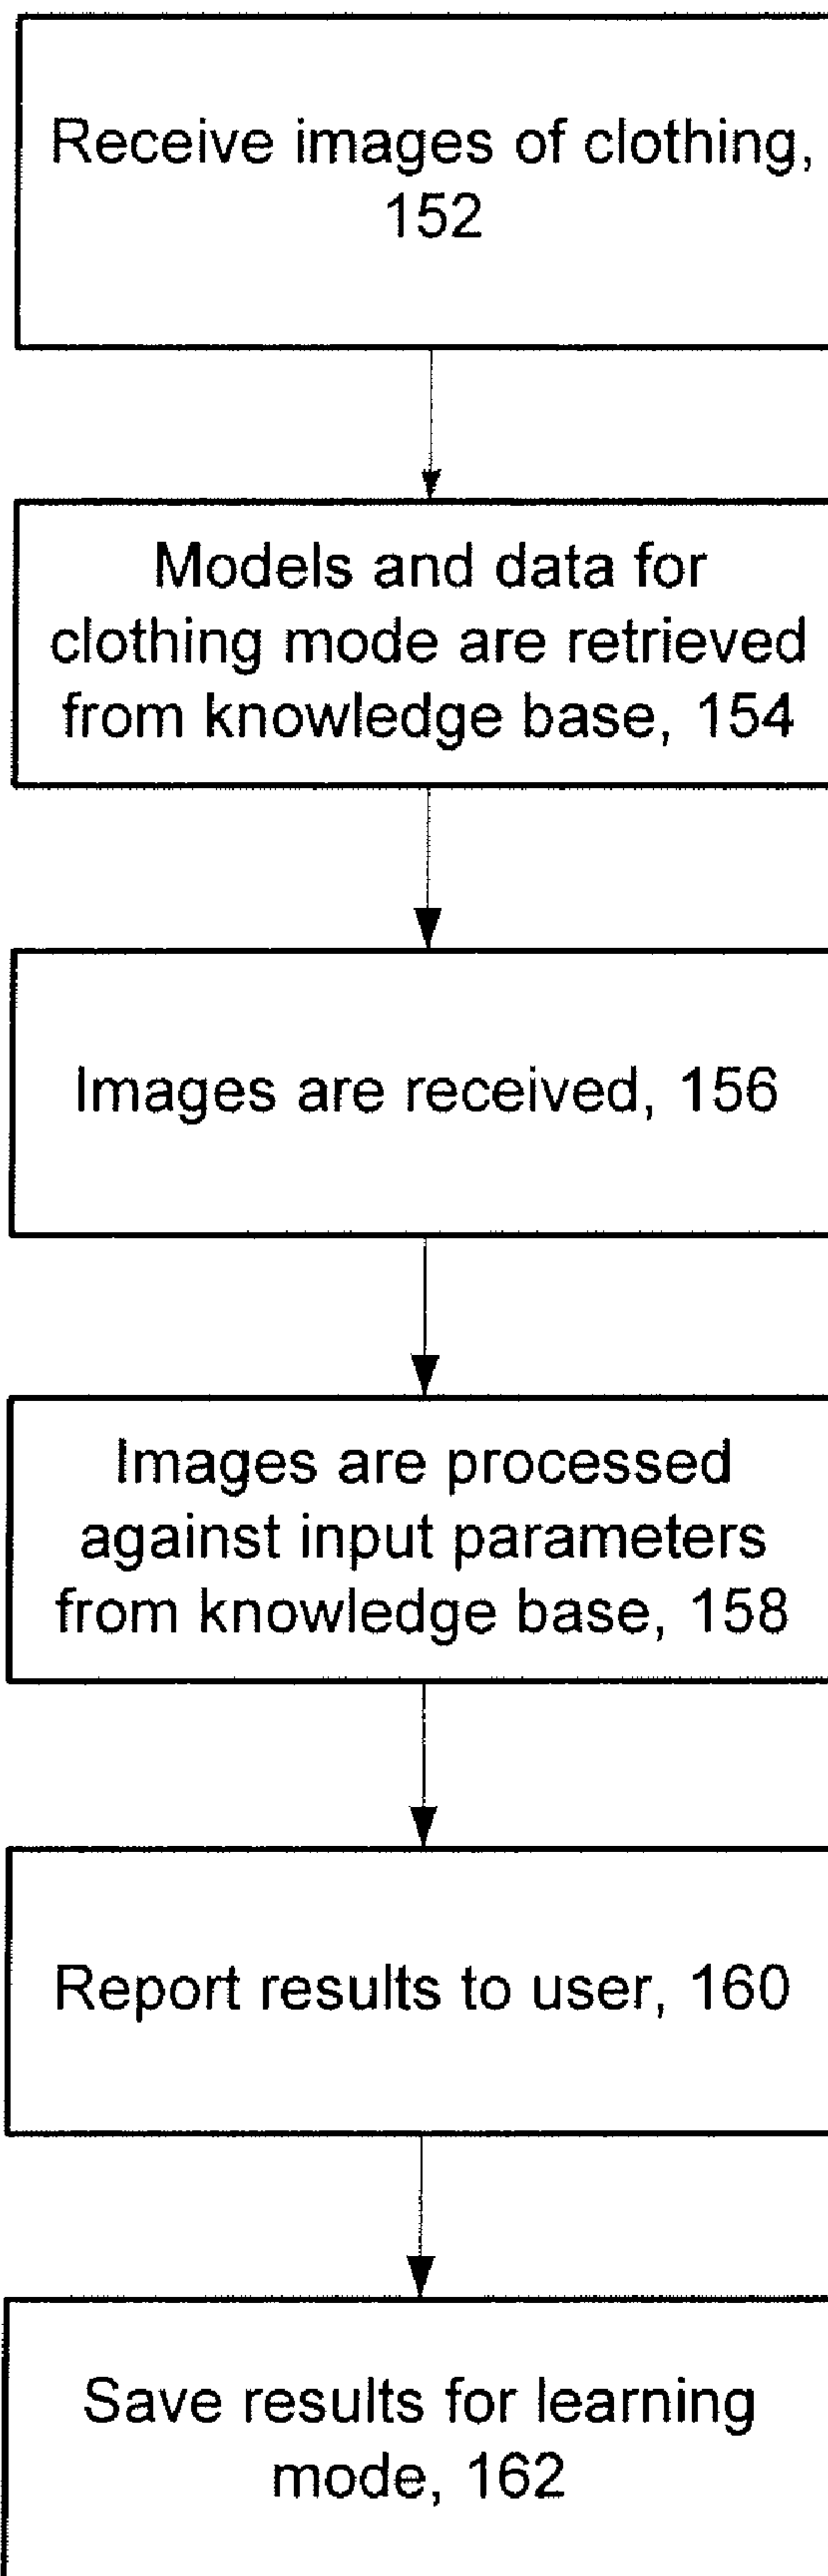 Receive images of clothing,
152
Models and data for
clothing mode are retrieved
from knowledge base, 154
Images are received, 156
Images are processed
against input parameters
from knowledge base, 158
Report results to user, 160
Save results for learning
mode, 162